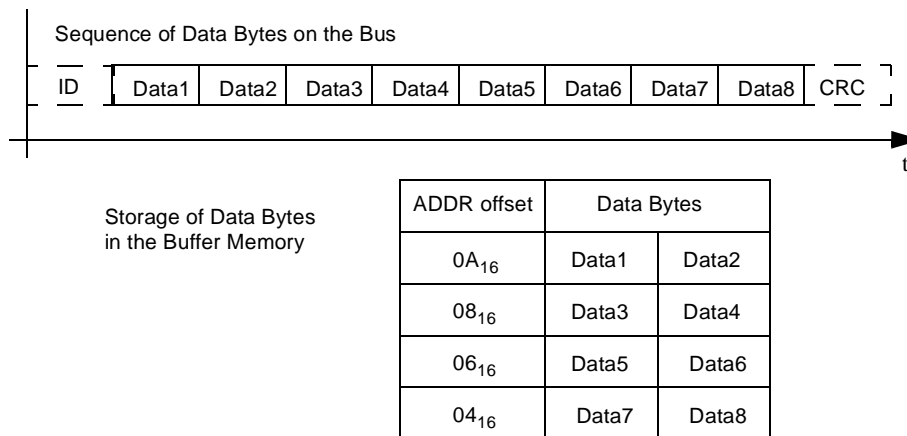 Sequence of Data Bytes on the Bus
ID Data1 Data2 Data3 Data4 Data5 Data6 Data7 Data8 CRC
t
Storage of Data Bytes
in the Buffer Memory
ADDR offset Data Bytes
0A16 Data1 Data2
0816 Data3 Data4
0616 Data5 Data6
0416 Data7 Data8